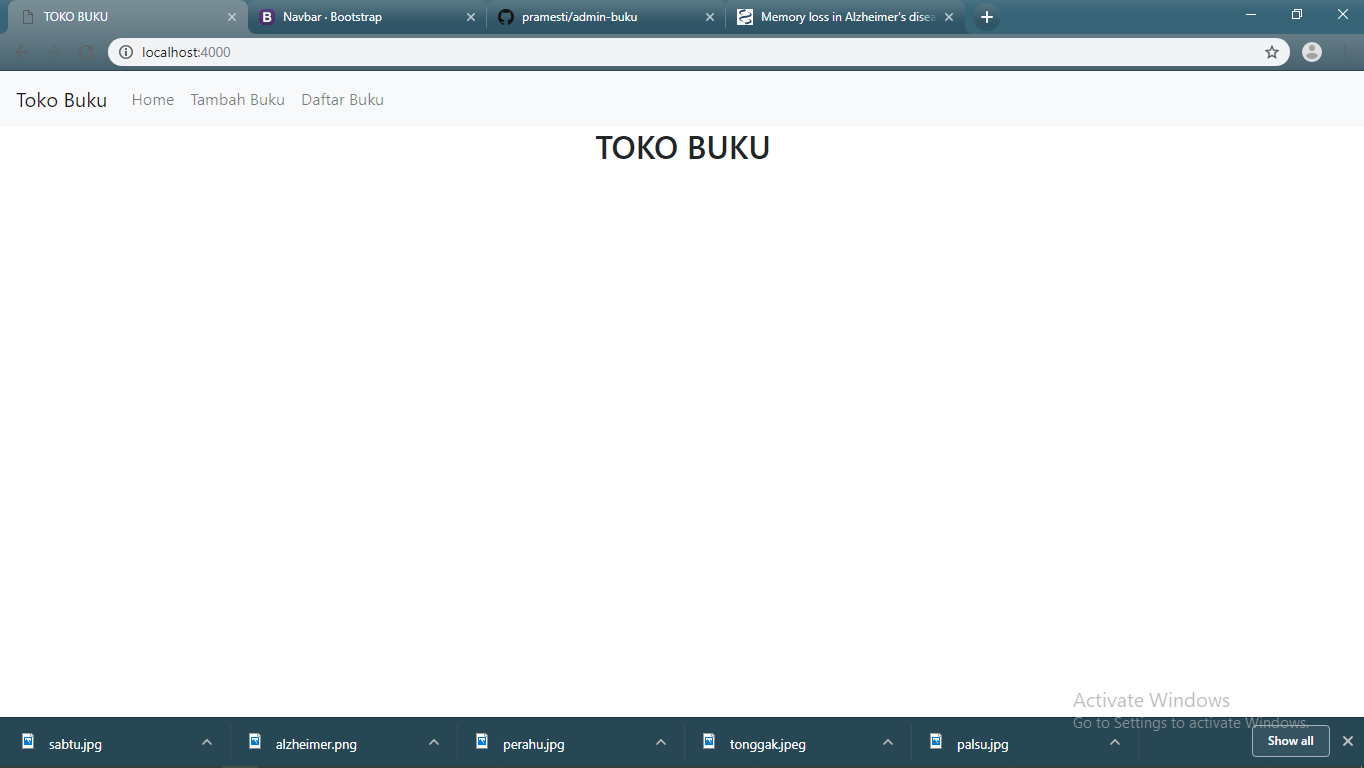 TOKO BUKU
Navbar · Bootstrap
pramesti/admin-buku
Memory loss in Alzheimer's disea
localhost:4000
Toko Buku Home Tambah Buku Daftar Buku
TOKO BUKU
Activate Windows
Go to Settings to activate Windows.
sabtu.jpg
alzheimer.png
perahu.jpg
tonggak.jpeg
palsu.jpg
Show all